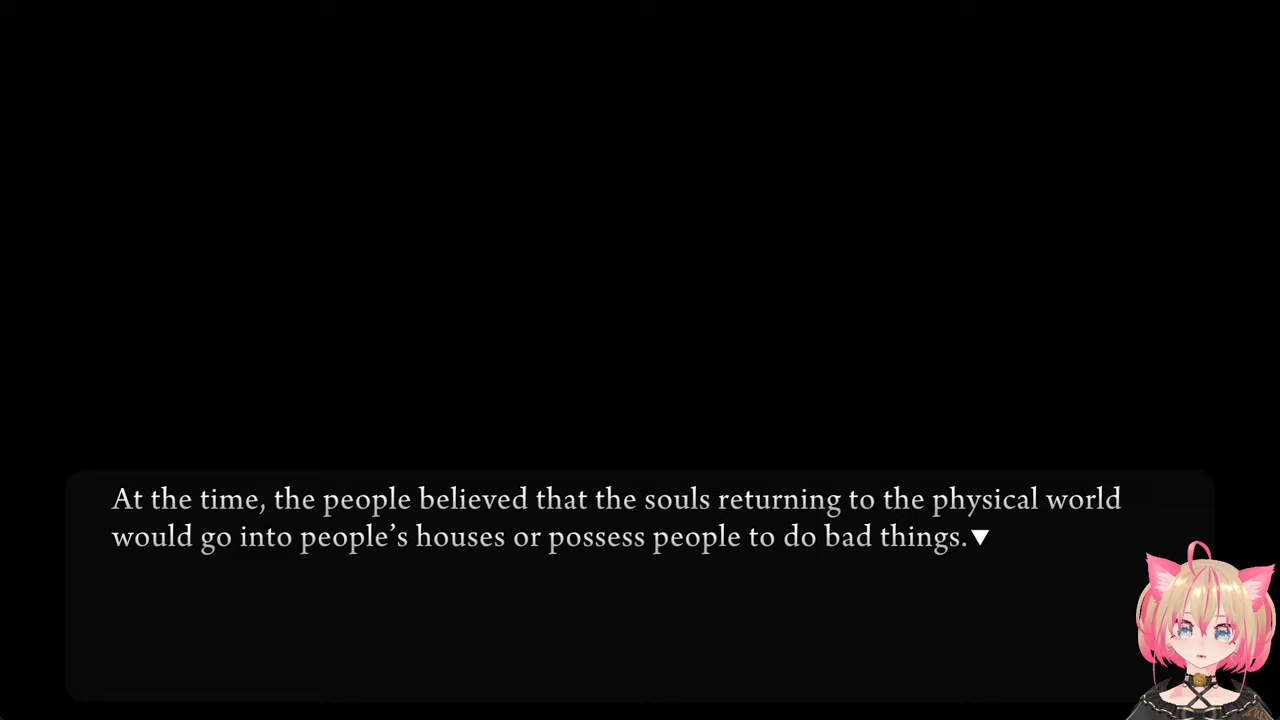 At the time, the people believed that the souls returning to the physical world
would go into people’s houses or possess people to do bad things.▼